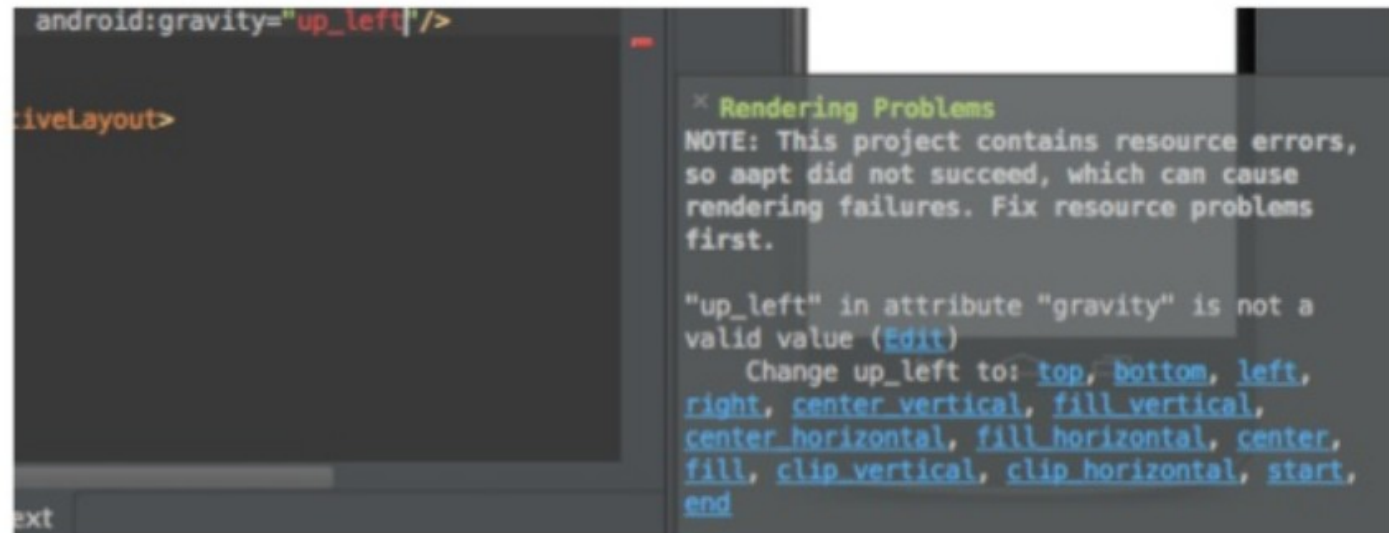 android:gravity="up_left"/>
iveLayout>
ext
× Rendering Problems
NOTE: This project contains resource errors,
so aapt did not succeed, which can cause
rendering failures. Fix resource problems
first.
"up_left" in attribute "gravity" is not a
valid value (Edit)
Change up_left to: top, bottom, left,
right, center_vertical, fill_vertical,
center_horizontal, fill_horizontal, center,
fill, clip_vertical, clip_horizontal, start,
end